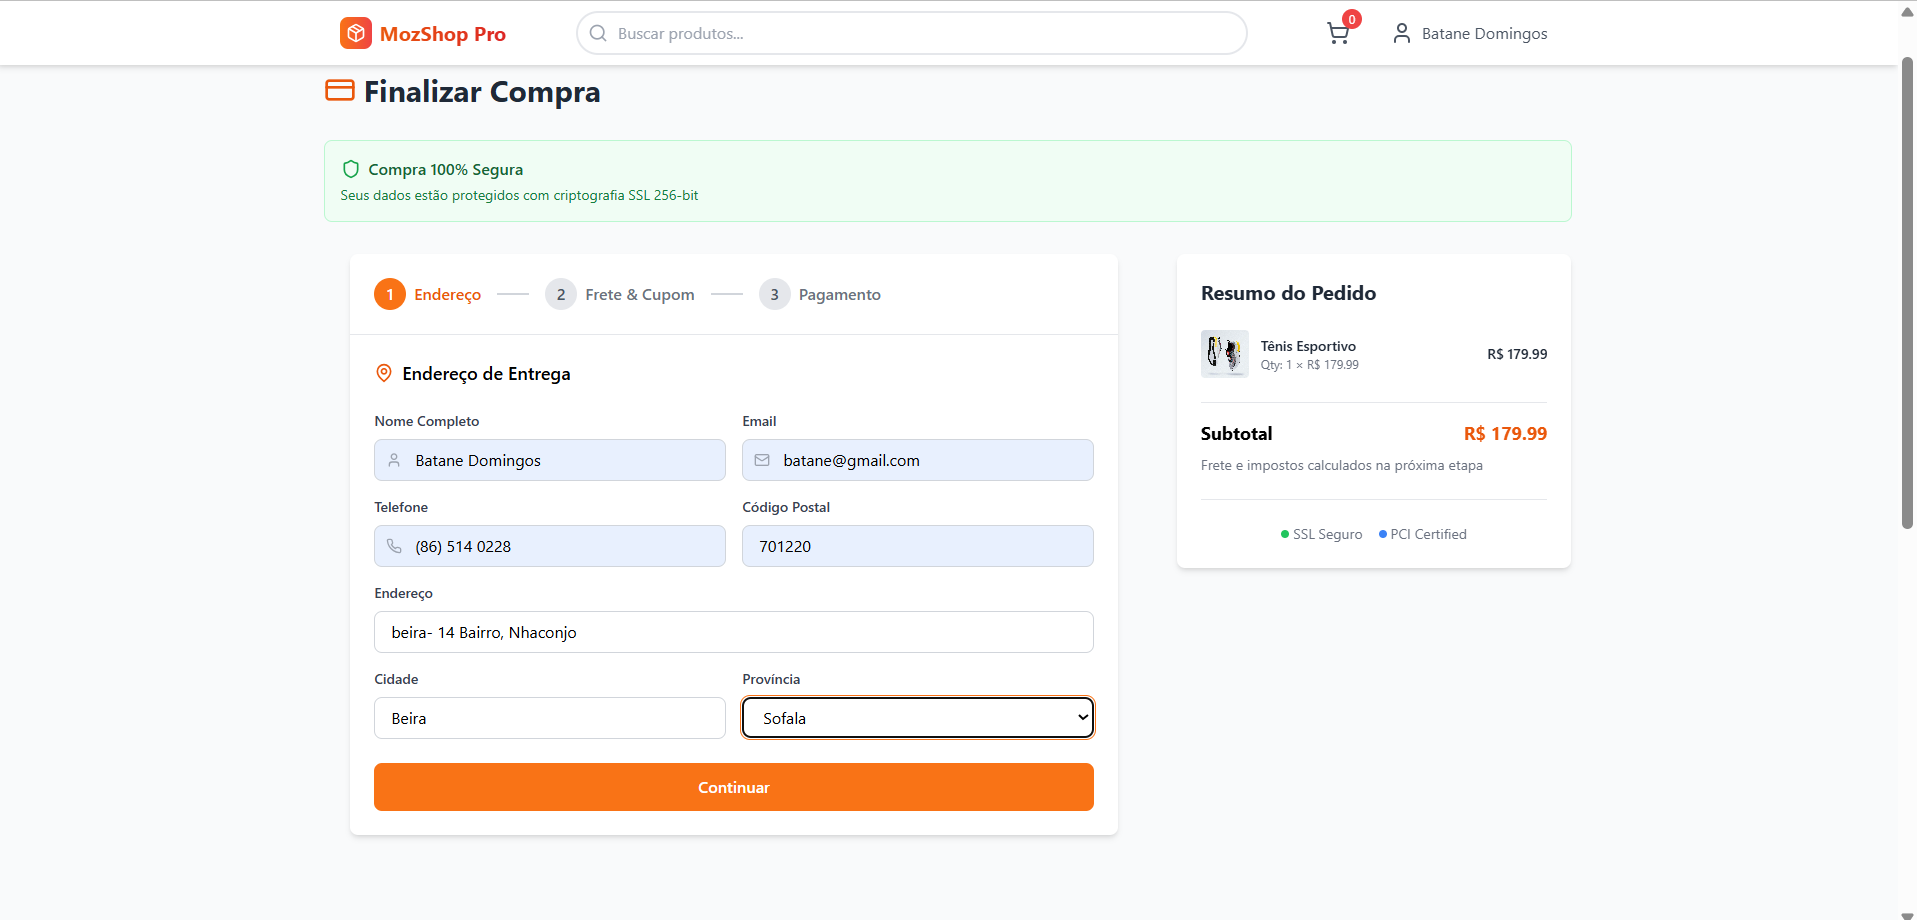 MozShop Pro
Buscar produtos...
0
Batane Domingos
Finalizar Compra
Compra 100% Segura
Seus dados estão protegidos com criptografia SSL 256-bit
1 Endereço
2 Frete & Cupom
3 Pagamento
Endereço de Entrega
Nome Completo
Batane Domingos
Email
batane@gmail.com
Telefone
(86) 514 0228
Código Postal
701220
Endereço
beira- 14 Bairro, Nhaconjo
Cidade
Beira
Província
Sofala
Continuar
Resumo do Pedido
Tênis Esportivo
Qty: 1 × R$ 179.99
R$ 179.99
Subtotal
R$ 179.99
Frete e impostos calculados na próxima etapa
SSL Seguro
PCI Certified